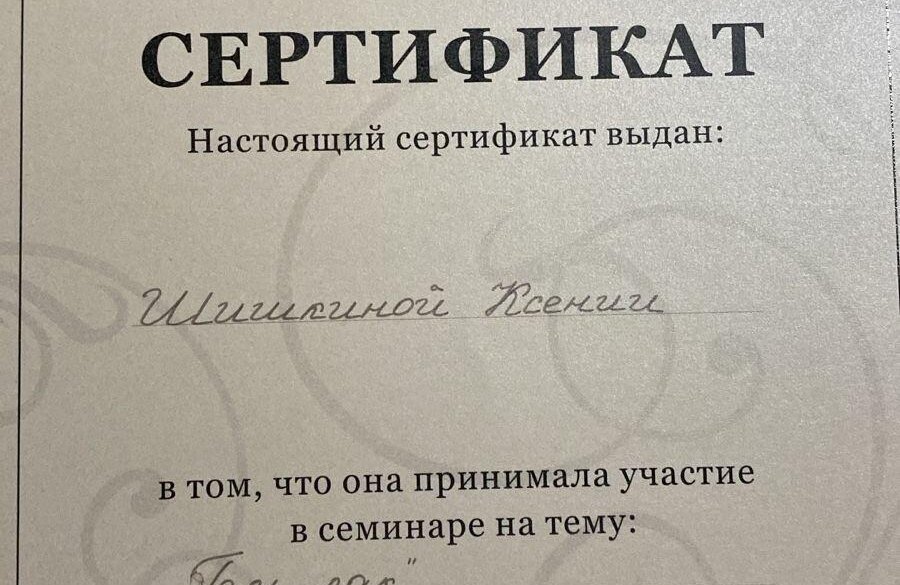 СЕРТИФИКАТ
Настоящий сертификат выдан:
Шишкиной Ксении
в том, что она принимала участие
в семинаре на тему: